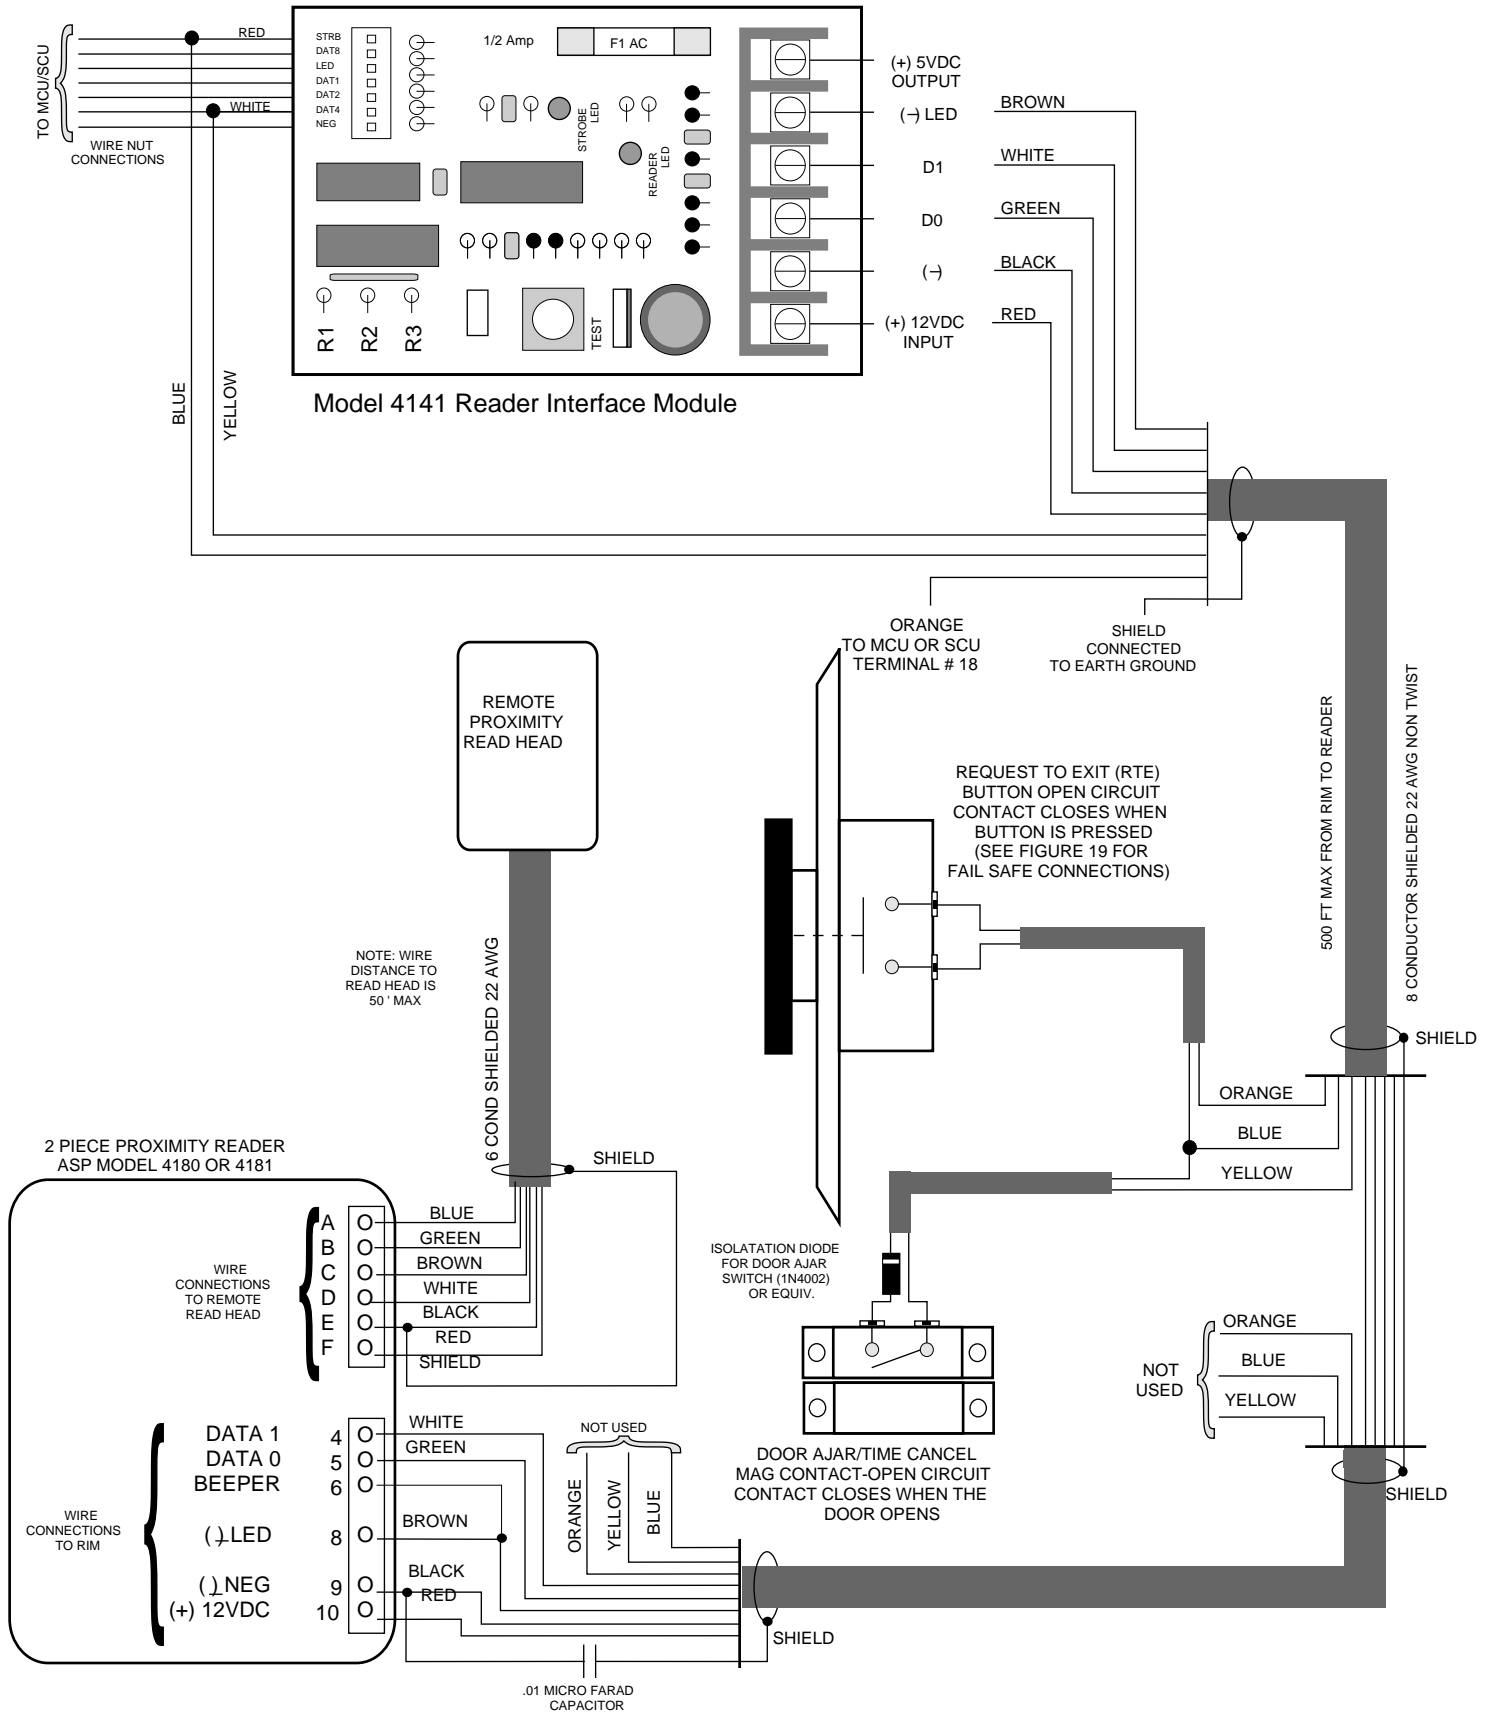 TO MCU/SCU
RED
WHITE
WIRE NUT
CONNECTIONS
STRB
DAT8
LED
DAT1
DAT2
DAT4
NEG
1/2 Amp
F1 AC
STROBE
LED
READER
LED
R1
R2
R3
TEST
(+) 5VDC
OUTPUT
(-) LED
D1
D0
(-)
(+) 12VDC
INPUT
BROWN
WHITE
GREEN
BLACK
RED
Model 4141 Reader Interface Module
BLUE
YELLOW
ORANGE
TO MCU OR SCU
TERMINAL # 18
SHIELD
CONNECTED
TO EARTH GROUND
500 FT MAX FROM RIM TO READER
8 CONDUCTOR SHIELDED 22 AWG NON TWIST
REMOTE
PROXIMITY
READ HEAD
REQUEST TO EXIT (RTE)
BUTTON OPEN CIRCUIT
CONTACT CLOSES WHEN
BUTTON IS PRESSED
(SEE FIGURE 19 FOR
FAIL SAFE CONNECTIONS)
NOTE: WIRE
DISTANCE TO
READ HEAD IS
50 ' MAX
6 COND SHIELDED 22 AWG
SHIELD
ORANGE
BLUE
YELLOW
SHIELD
2 PIECE PROXIMITY READER
ASP MODEL 4180 OR 4181
WIRE
CONNECTIONS
TO REMOTE
READ HEAD
A
B
C
D
E
F
BLUE
GREEN
BROWN
WHITE
BLACK
RED
SHIELD
ISOLATATION DIODE
FOR DOOR AJAR
SWITCH (1N4002)
OR EQUIV.
DOOR AJAR/TIME CANCEL
MAG CONTACT-OPEN CIRCUIT
CONTACT CLOSES WHEN THE
DOOR OPENS
NOT
USED
ORANGE
BLUE
YELLOW
SHIELD
WIRE
CONNECTIONS
TO RIM
DATA 1 4
DATA 0 5
BEEPER 6
(-) LED 8
(-) NEG 9
(+) 12VDC 10
WHITE
GREEN
BROWN
BLACK
RED
NOT USED
ORANGE
YELLOW
BLUE
SHIELD
.01 MICRO FARAD
CAPACITOR